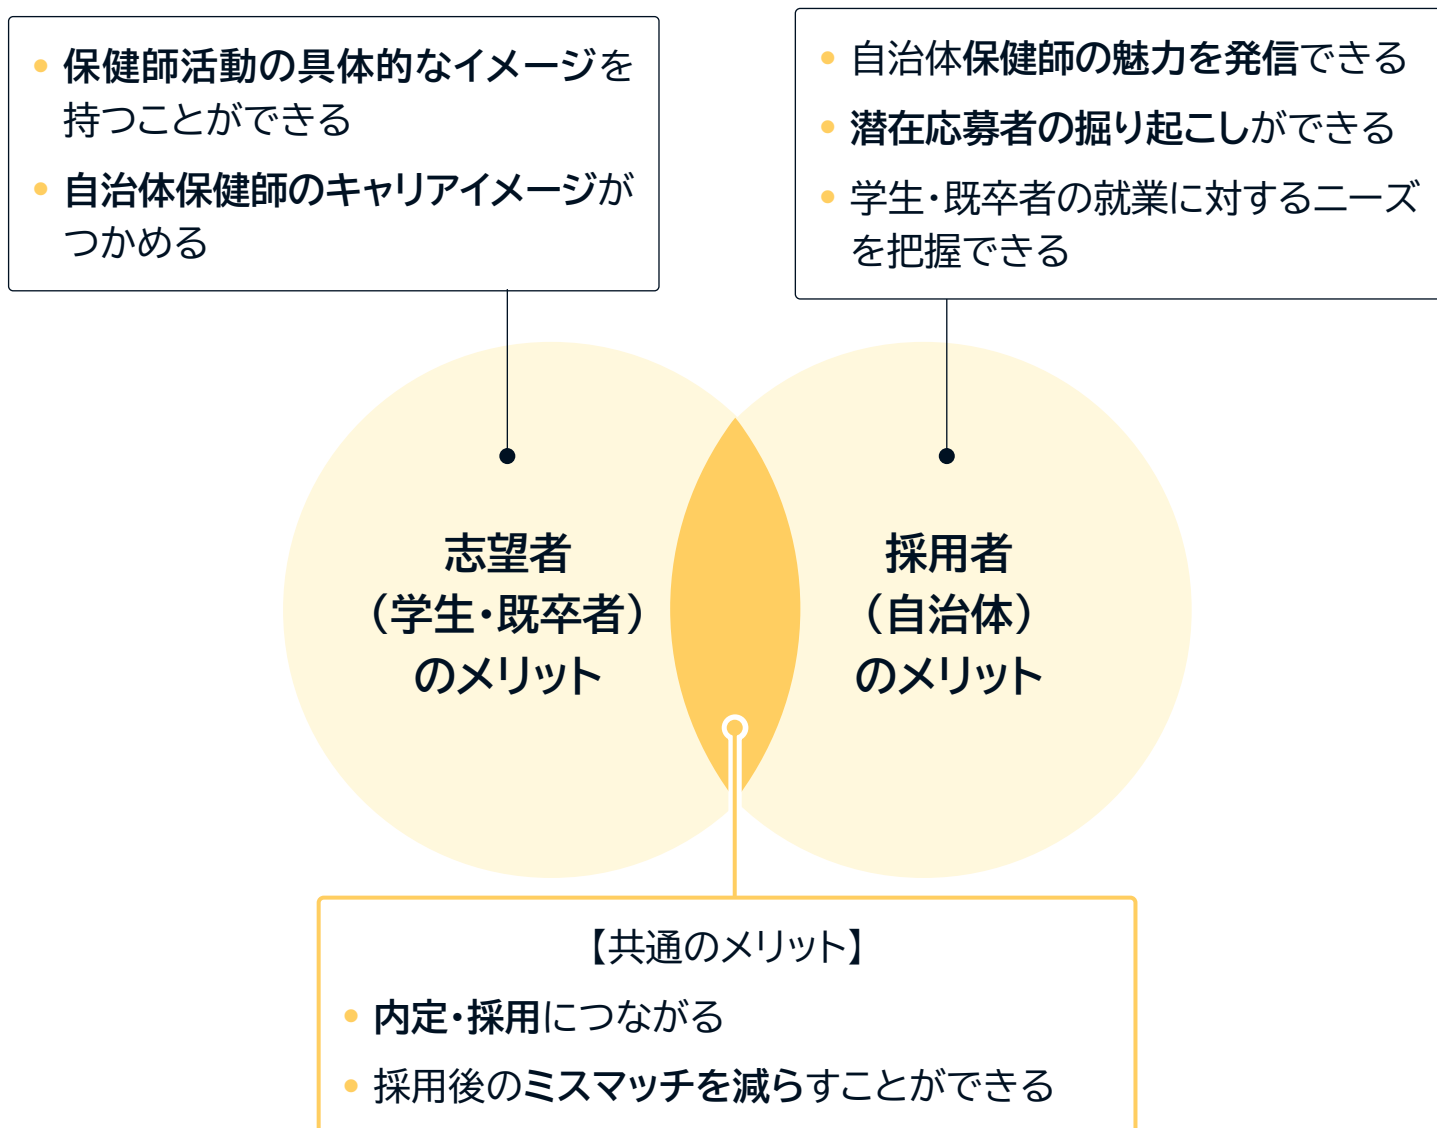 • 保健師活動の具体的なイメージを
持つことができる
• 自治体保健師のキャリアイメージが
つかめる
• 自治体保健師の魅力を発信できる
• 潜在応募者の掘り起こしができる
• 学生・既卒者の就業に対するニーズ
を把握できる
志望者
（学生・既卒者）
のメリット
採用者
（自治体）
のメリット
【共通のメリット】
• 内定・採用につながる
• 採用後のミスマッチを減らすことができる